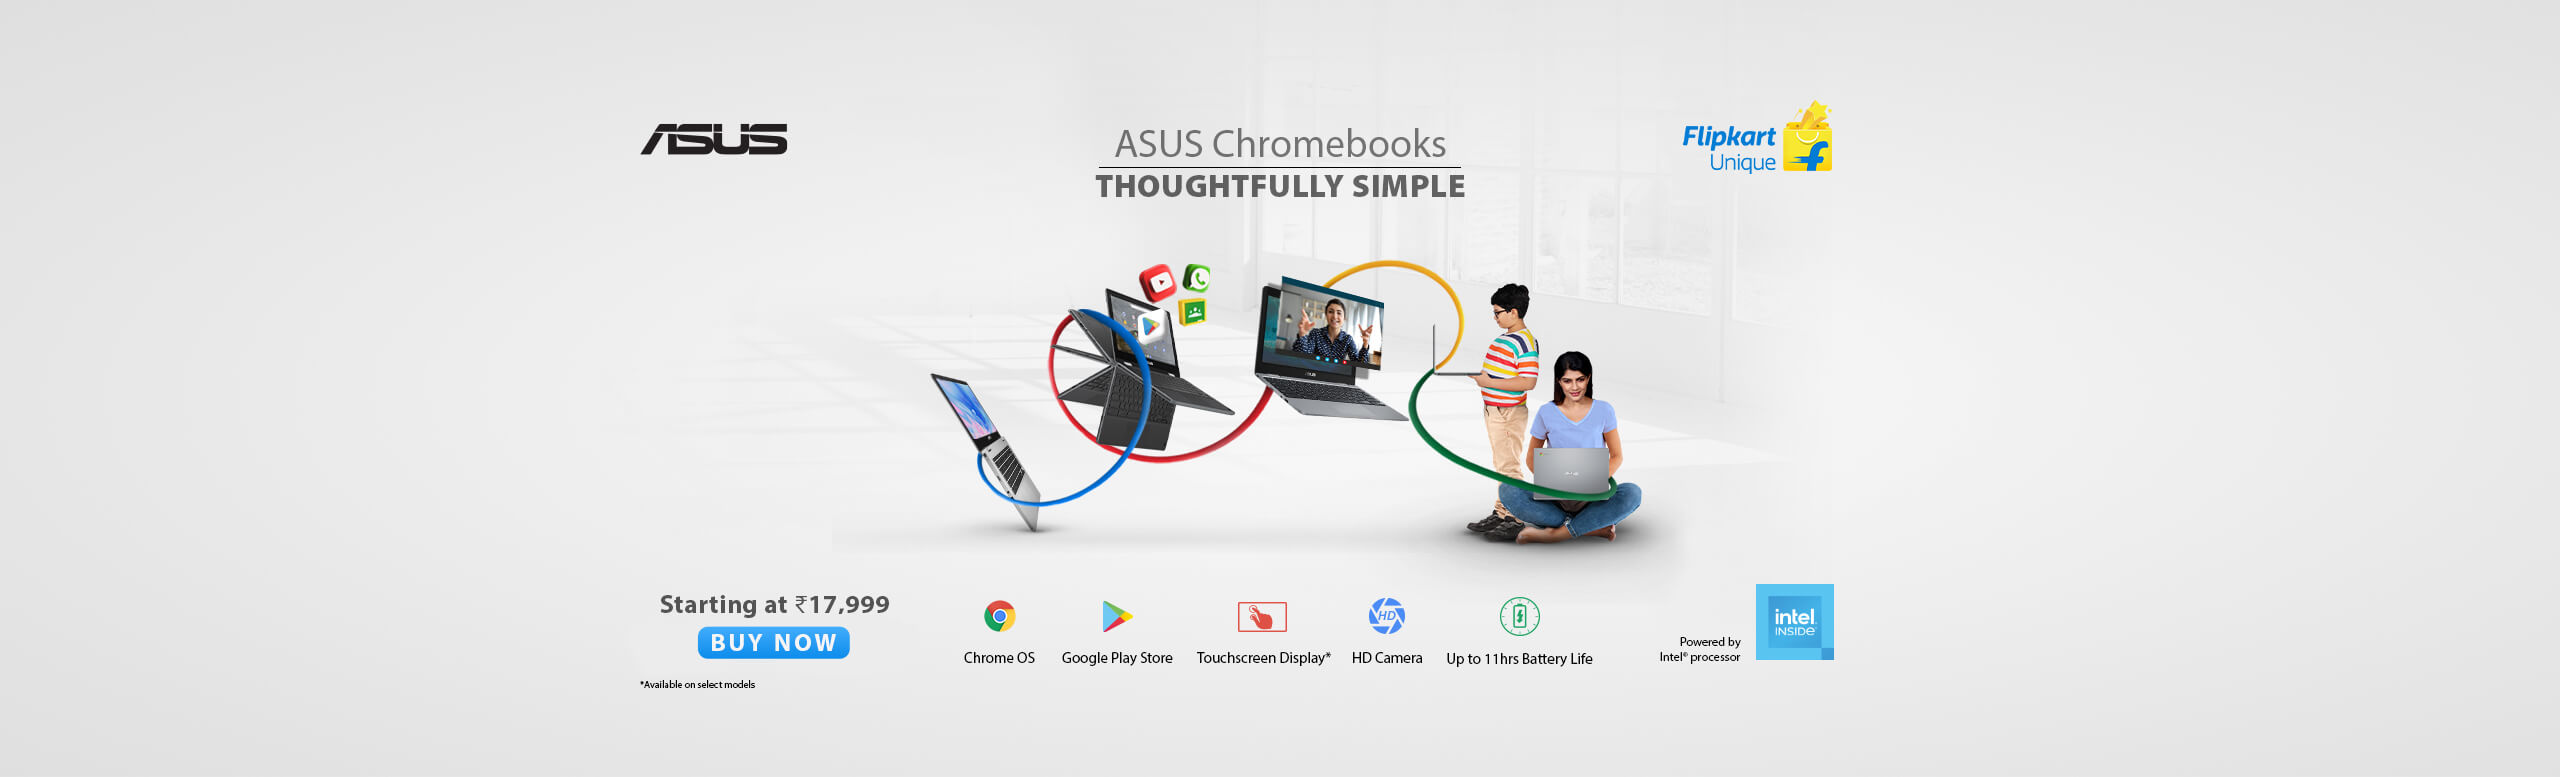 ASUS
ASUS Chromebooks
THOUGHTFULLY SIMPLE
Flipkart
Unique
Starting at ₹17,999
BUY NOW
*Available on select models
Chrome OS
Google Play Store
Touchscreen Display*
HD
HD Camera
Up to 11hrs Battery Life
Powered by
Intel® processor
intel
INSIDE®